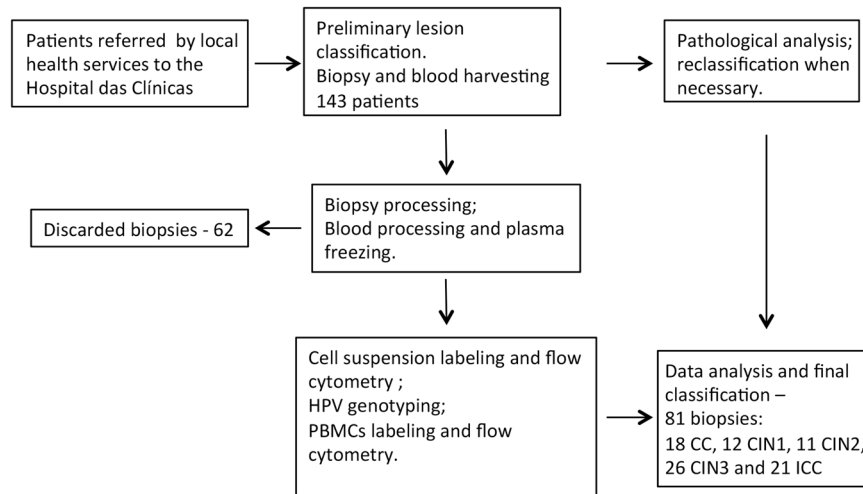 Patients referred by local
health services to the
Hospital das Clínicas
Preliminary lesion
classification.
Biopsy and blood harvesting
143 patients
Pathological analysis;
reclassification when
necessary.
Discarded biopsies - 62
Biopsy processing;
Blood processing and plasma
freezing.
Cell suspension labeling and flow
cytometry ;
HPV genotyping;
PBMCs labeling and flow
cytometry.
Data analysis and final
classification –
81 biopsies:
18 CC, 12 CIN1, 11 CIN2,
26 CIN3 and 21 ICC